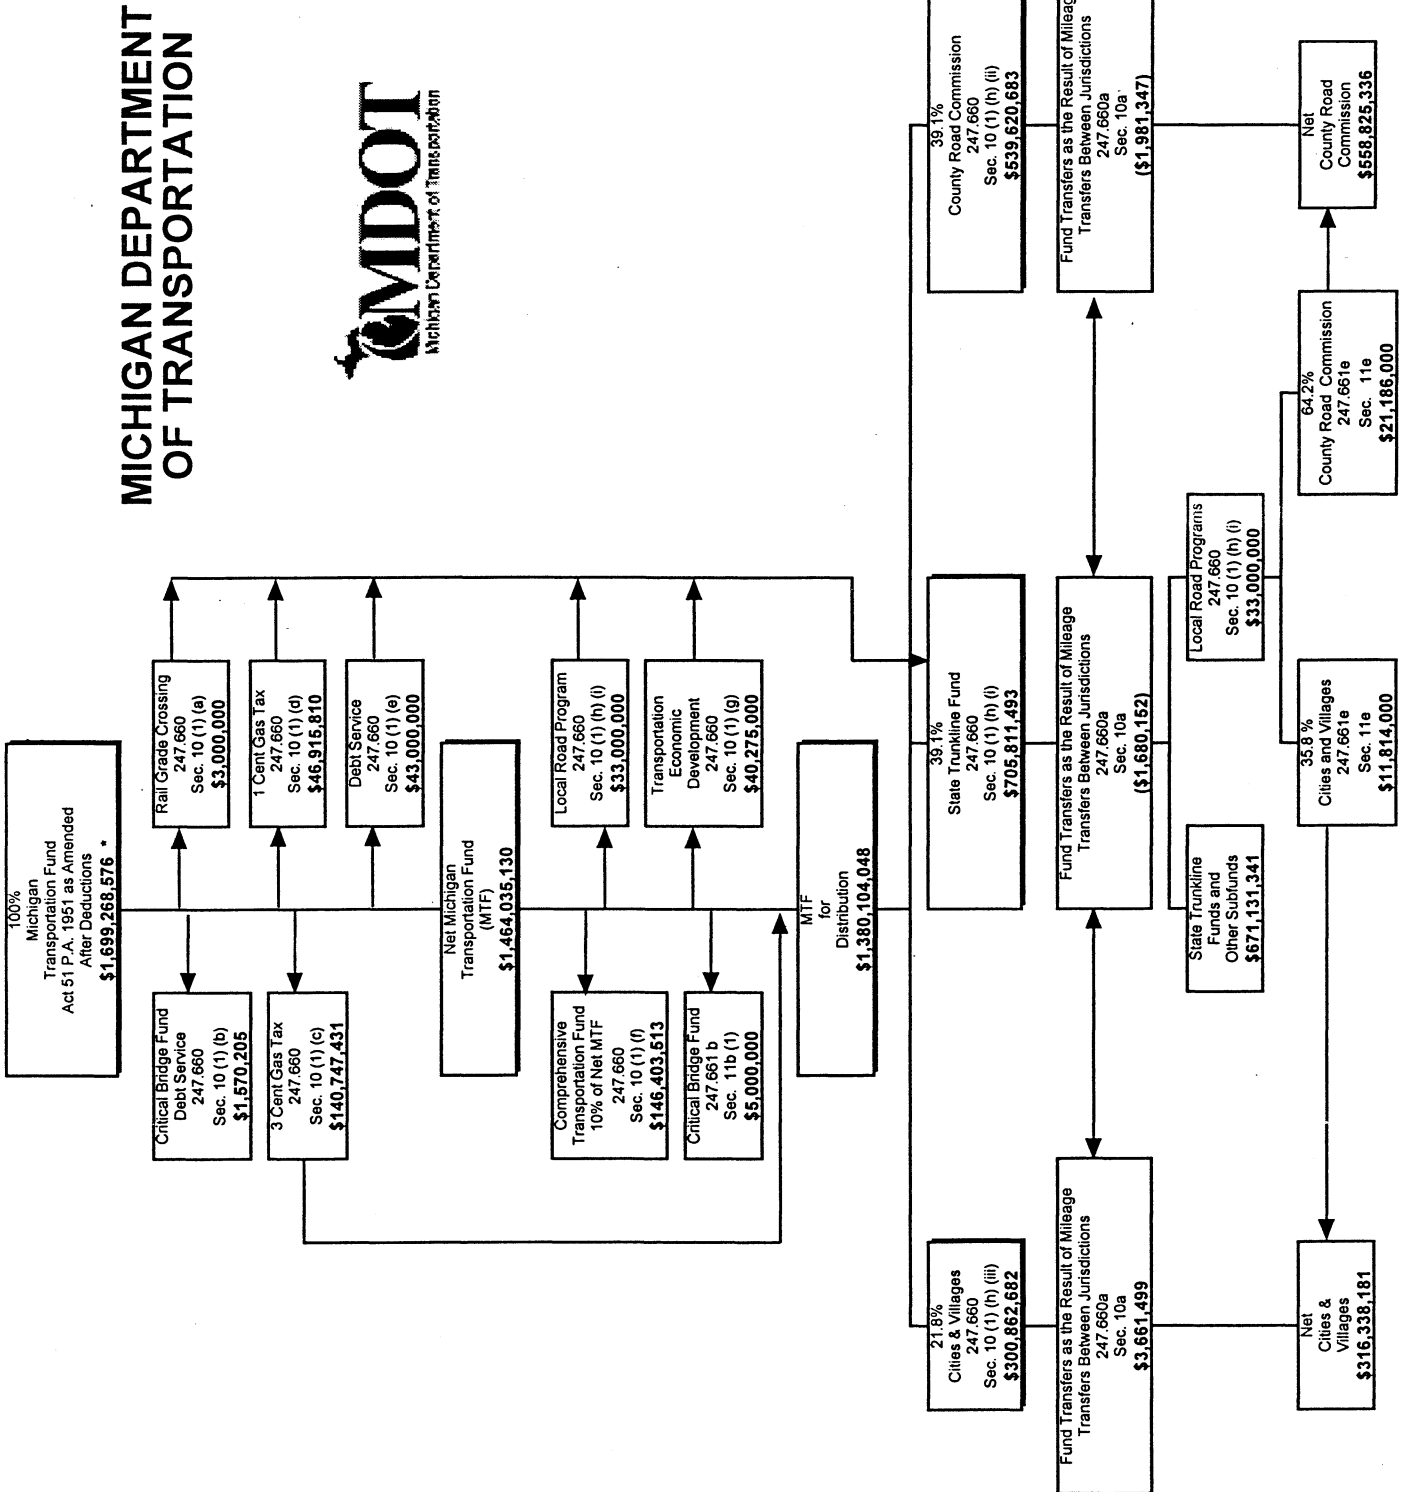 MICHIGAN DEPARTMENT
OF TRANSPORTATION
MDOT
Michigan Department of Transportation
100%
Michigan
Transportation Fund
Act 51 P.A. 1951 as Amended
After Deductions
$1,699,268,576 *
Critical Bridge Fund
Debt Service
247.660
Sec. 10 (1) (b)
$1,570,205
Rail Grade Crossing
247.660
Sec. 10 (1) (a)
$3,000,000
3 Cent Gas Tax
247.660
Sec. 10 (1) (c)
$140,747,431
1 Cent Gas Tax
247.660
Sec. 10 (1) (d)
$46,915,810
Debt Service
247.660
Sec. 10 (1) (e)
$43,000,000
Net Michigan
Transportation Fund
(MTF)
$1,464,035,130
Comprehensive
Transportation Fund
10% of Net MTF
247.660
Sec. 10 (1) (f)
$146,403,513
Local Road Program
247.660
Sec. 10 (1) (h) (i)
$33,000,000
Critical Bridge Fund
247.661 b
Sec. 11b (1)
$5,000,000
Transportation
Economic
Development
247.660
Sec. 10 (1) (g)
$40,275,000
MTF
for
Distribution
$1,380,104,048
21.8%
Cities & Villages
247.660
Sec. 10 (1) (h) (iii)
$300,862,682
39.1%
State Trunkline Fund
247.660
Sec. 10 (1) (h) (i)
$705,811,493
39.1%
County Road Commission
247.660
Sec. 10 (1) (h) (ii)
$539,620,683
Fund Transfers as the Result of Mileage
Transfers Between Jurisdictions
247.660a
Sec. 10a
$3,661,499
Fund Transfers as the Result of Mileage
Transfers Between Jurisdictions
247.660a
Sec. 10a
($1,680,152)
Fund Transfers as the Result of Mileag
Transfers Between Jurisdictions
247.660a
Sec. 10a
($1,981,347)
State Trunkline
Funds and
Other Subfunds
$671,131,341
Local Road Programs
247.660
Sec. 10 (1) (h) (i)
$33,000,000
Net
Cities &
Villages
$316,338,181
35.8 %
Cities and Villages
247.661e
Sec. 11e
$11,814,000
64.2%
County Road Commission
247.661e
Sec. 11e
$21,186,000
Net
County Road
Commission
$558,825,336